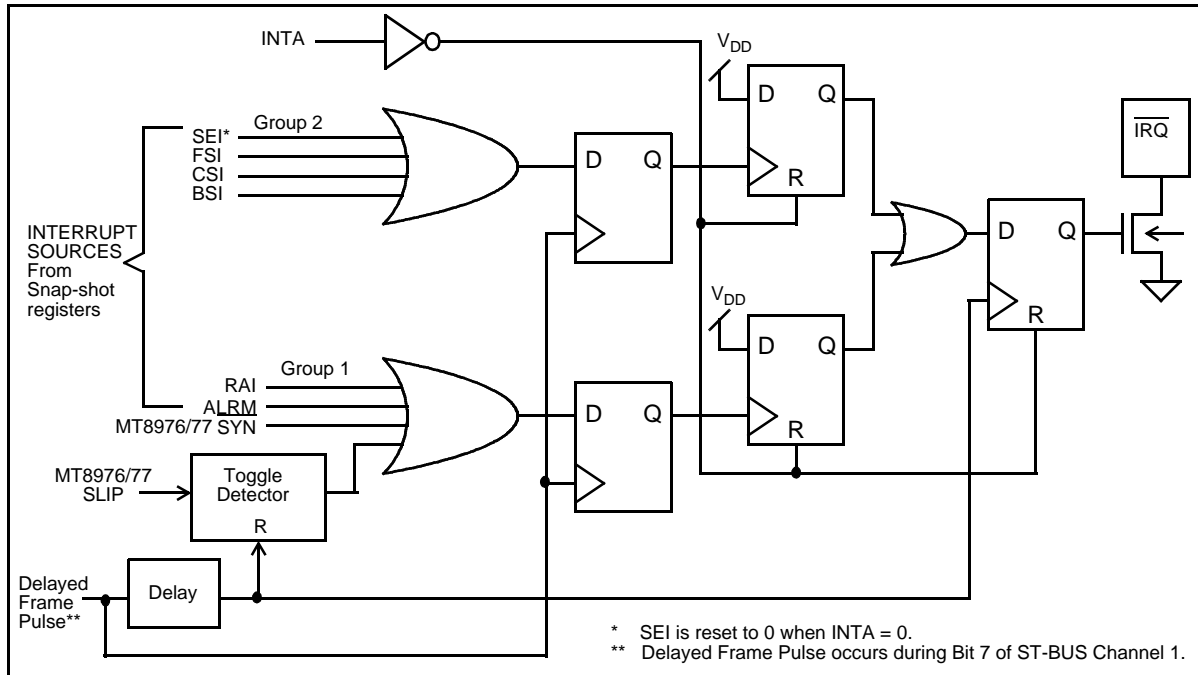 INTA
V_DD
D Q
R
SEI*
Group 2
FSI
CSI
BSI
D Q
IRQ
INTERRUPT
SOURCES
From
Snap-shot
registers
D Q
R
V_DD
D Q
R
RAI
Group 1
ALRM
MT8976/77 SYN
D Q
MT8976/77
SLIP
Toggle
Detector
R
Delayed
Frame
Pulse**
Delay
* SEI is reset to 0 when INTA = 0.
** Delayed Frame Pulse occurs during Bit 7 of ST-BUS Channel 1.